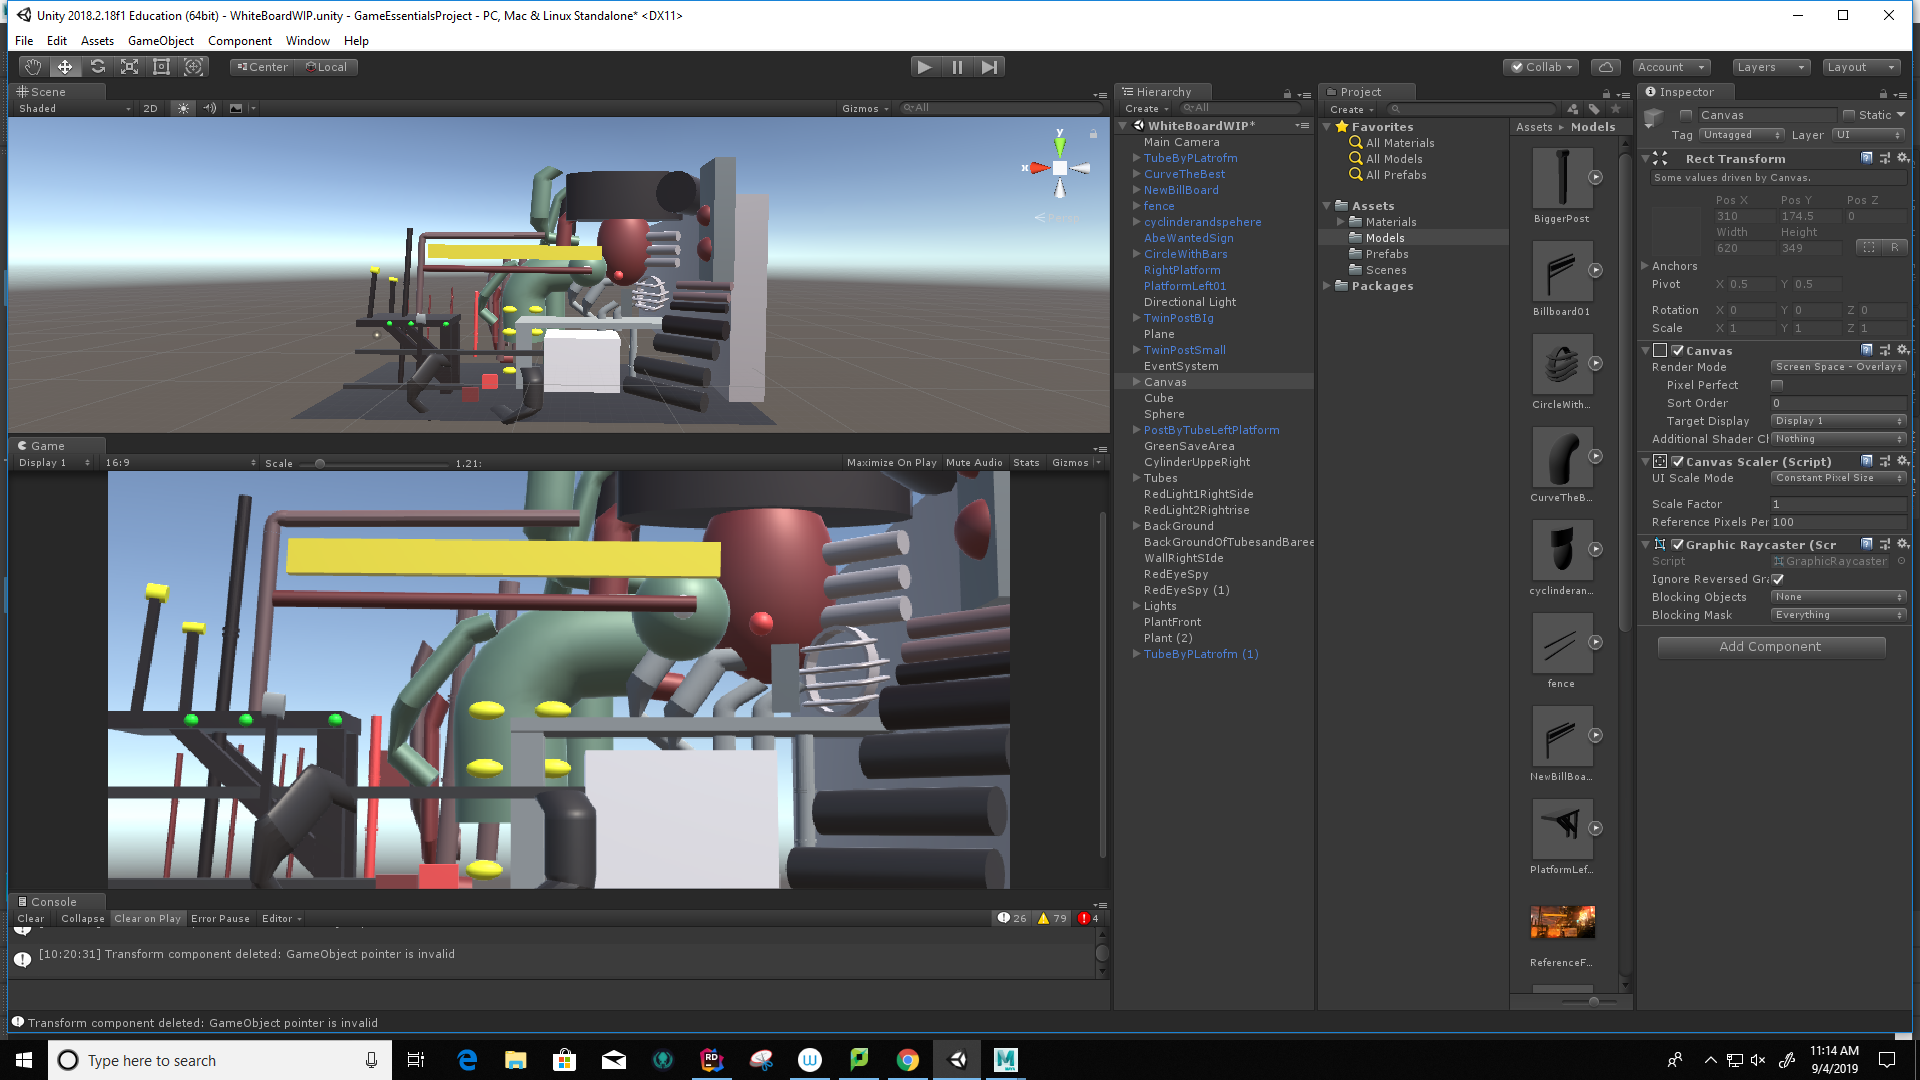 Unity 2018.2.18f1 Education (64bit) - WhiteBoardWIP.unity - GameEssentialsProject - PC, Mac & Linux Standalone* <DX11>
File Edit Assets GameObject Component Window Help
Center Local
Collab Account Layers Layout
Scene
Shaded 2D Gizmos All
y
x
Persp
Game
Display 1 16:9 Scale 1.21: Maximize On Play Mute Audio Stats Gizmos
Console
Clear Collapse Clear on Play Error Pause Editor 26 79 4
[10:20:31] Transform component deleted: GameObject pointer is invalid
Transform component deleted: GameObject pointer is invalid
Hierarchy
Create All
WhiteBoardWIP*
Main Camera
TubeByPLatrofm
CurveTheBest
NewBillBoard
fence
cyclinderandspehere
AbeWantedSign
CircleWithBars
RightPlatform
PlatformLeft01
Directional Light
TwinPostBIg
Plane
TwinPostSmall
EventSystem
Canvas
Cube
Sphere
PostByTubeLeftPlatform
GreenSaveArea
CylinderUppeRight
Tubes
RedLight1RightSide
RedLight2Rightrise
BackGround
BackGroundOfTubesandBaree
WallRightSIde
RedEyeSpy
RedEyeSpy (1)
Lights
PlantFront
Plant (2)
TubeByPLatrofm (1)
Project
Create
Favorites
All Materials
All Models
All Prefabs
Assets
Materials
Models
Prefabs
Scenes
Packages
Assets Models
BiggerPost
Billboard01
CircleWith...
CurveTheB...
cyclinderan...
fence
NewBillBoa...
PlatformLef...
ReferenceF...
Inspector
Canvas Static
Tag Untagged Layer UI
Rect Transform
Some values driven by Canvas.
Pos X Pos Y Pos Z
310 174.5 0
Width Height
620 349 R
Anchors
Pivot X 0.5 Y 0.5
Rotation X 0 Y 0 Z 0
Scale X 1 Y 1 Z 1
Canvas
Render Mode Screen Space - Overlay
Pixel Perfect
Sort Order 0
Target Display Display 1
Additional Shader Ch Nothing
Canvas Scaler (Script)
UI Scale Mode Constant Pixel Size
Scale Factor 1
Reference Pixels Per 100
Graphic Raycaster (Scr
Script GraphicRaycaster
Ignore Reversed Gra
Blocking Objects None
Blocking Mask Everything
Add Component
Type here to search
11:14 AM
9/4/2019